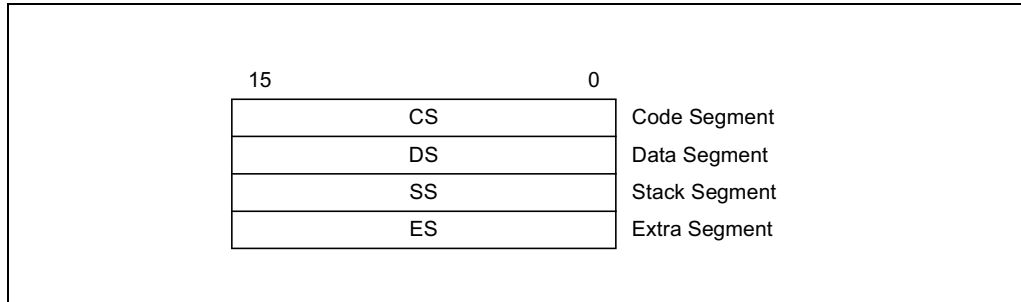 15 0
CS Code Segment
DS Data Segment
SS Stack Segment
ES Extra Segment